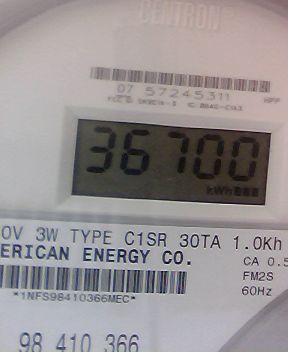 CENTRON
07 57245311
36700
kWh
0V 3W TYPE C1SR 30TA 1.0Kh
ERICAN ENERGY CO.
CA 0.5
FM2S
*1NFS98410366MEC*
60Hz
98 410 366